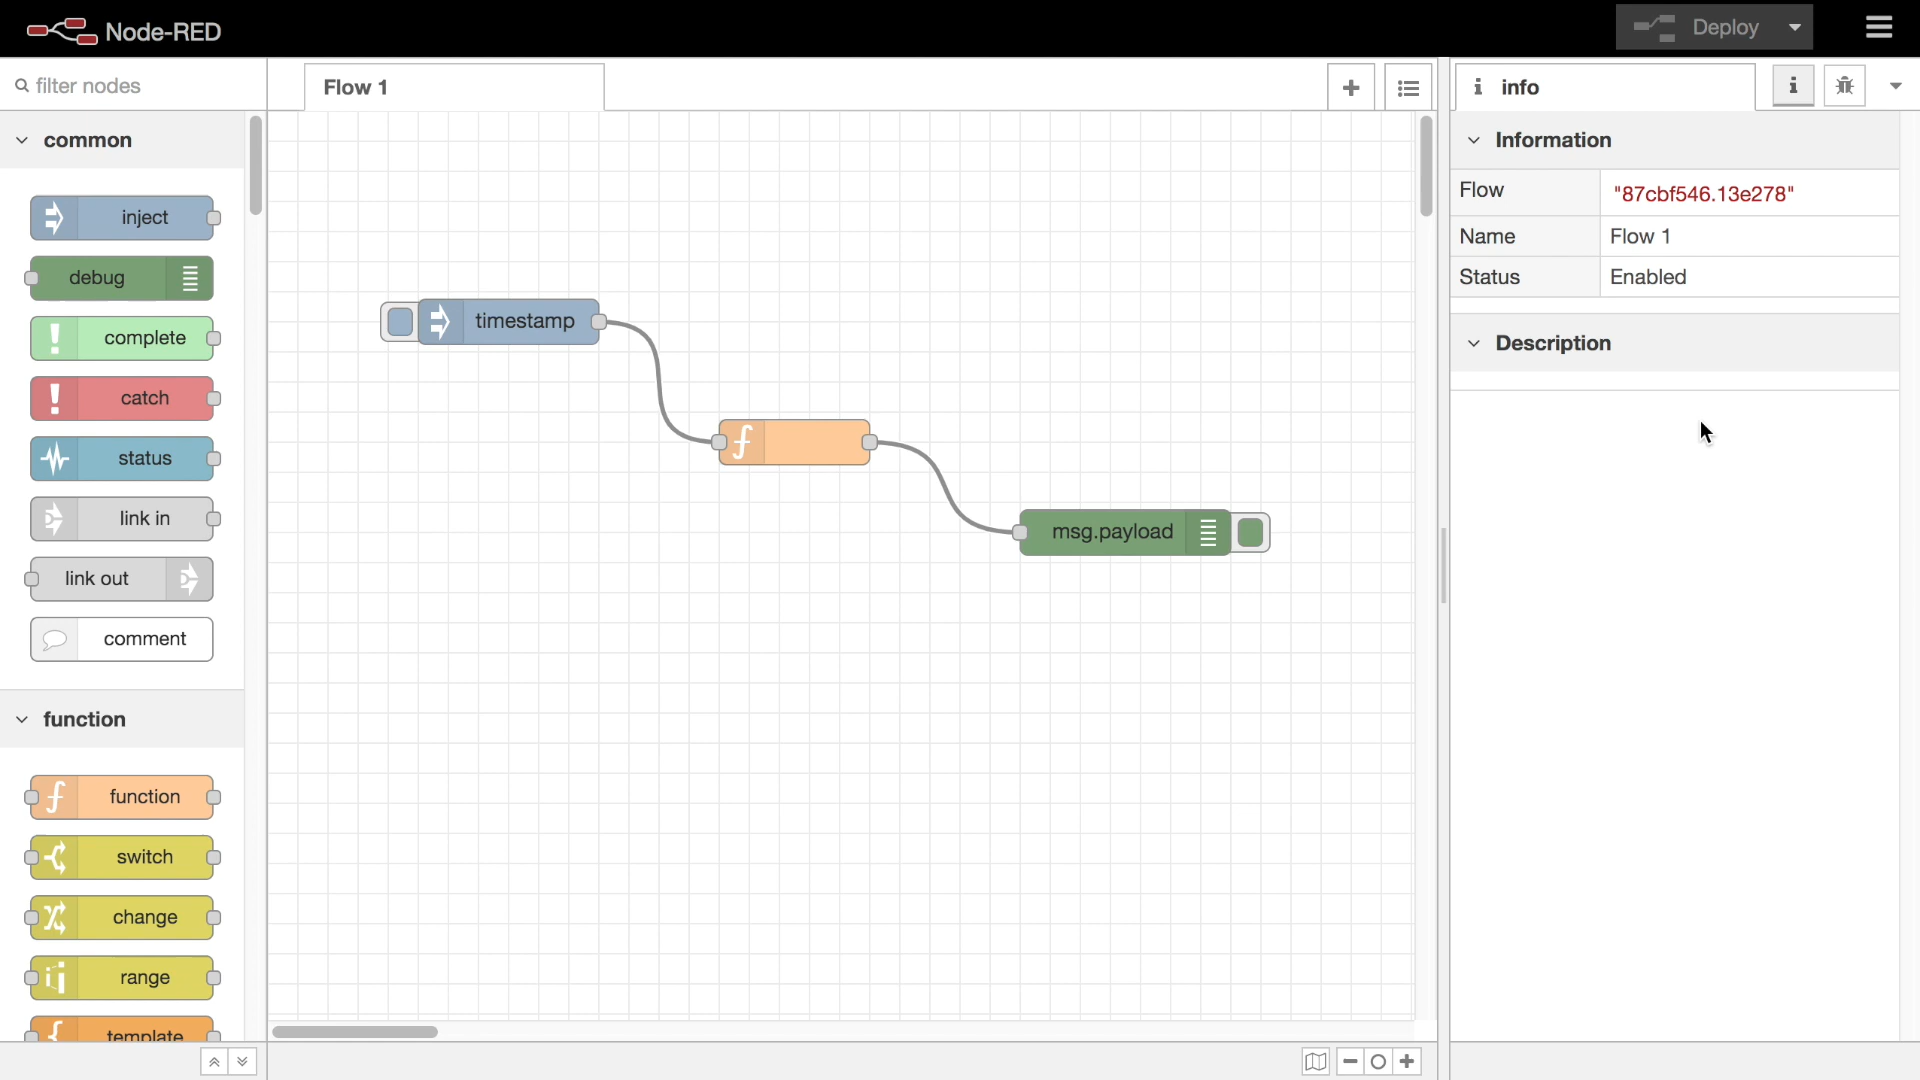 Node-RED
Deploy
filter nodes
Flow 1
info
common
inject
debug
complete
catch
status
link in
link out
comment
function
function
switch
change
range
template
timestamp
msg.payload
Information
Flow "87cbf546.13e278"
Name Flow 1
Status Enabled
Description